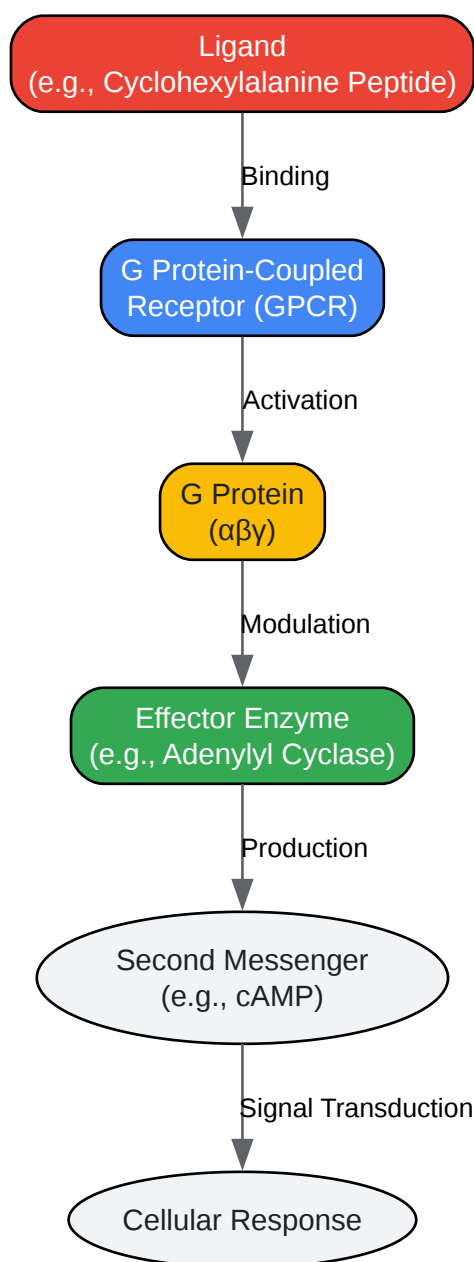 Ligand
(e.g., Cyclohexylalanine Peptide)
Binding
G Protein-Coupled
Receptor (GPCR)
Activation
G Protein
(αβγ)
Modulation
Effector Enzyme
(e.g., Adenylyl Cyclase)
Production
Second Messenger
(e.g., cAMP)
Signal Transduction
Cellular Response